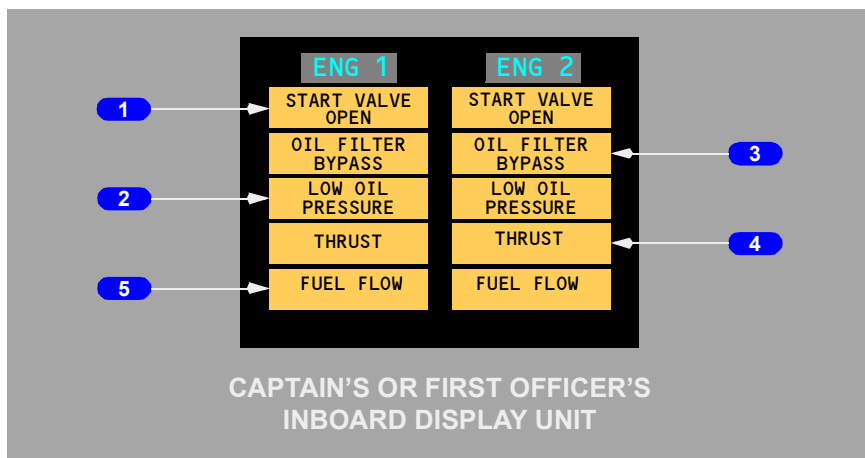 ENG 1
ENG 2
START VALVE
OPEN
START VALVE
OPEN
1
OIL FILTER
BYPASS
OIL FILTER
BYPASS
3
2
LOW OIL
PRESSURE
LOW OIL
PRESSURE
THRUST
THRUST
4
5
FUEL FLOW
FUEL FLOW
CAPTAIN'S OR FIRST OFFICER'S
INBOARD DISPLAY UNIT